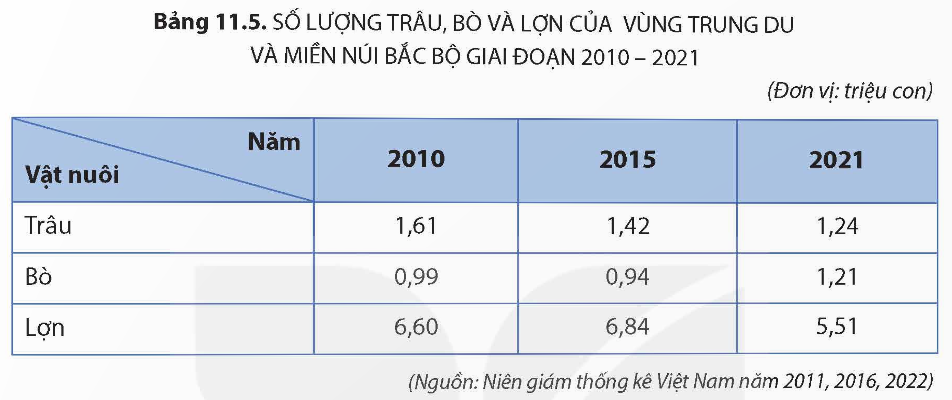 Bảng 11.5. SỐ LƯỢNG TRÂU, BÒ VÀ LỢN CỦA VÙNG TRUNG DU
VÀ MIỀN NÚI BẮC BỘ GIAI ĐOẠN 2010 – 2021
(Đơn vị: triệu con)
Năm
Vật nuôi
2010 2015 2021
Trâu 1,61 1,42 1,24
Bò 0,99 0,94 1,21
Lợn 6,60 6,84 5,51
(Nguồn: Niên giám thống kê Việt Nam năm 2011, 2016, 2022)